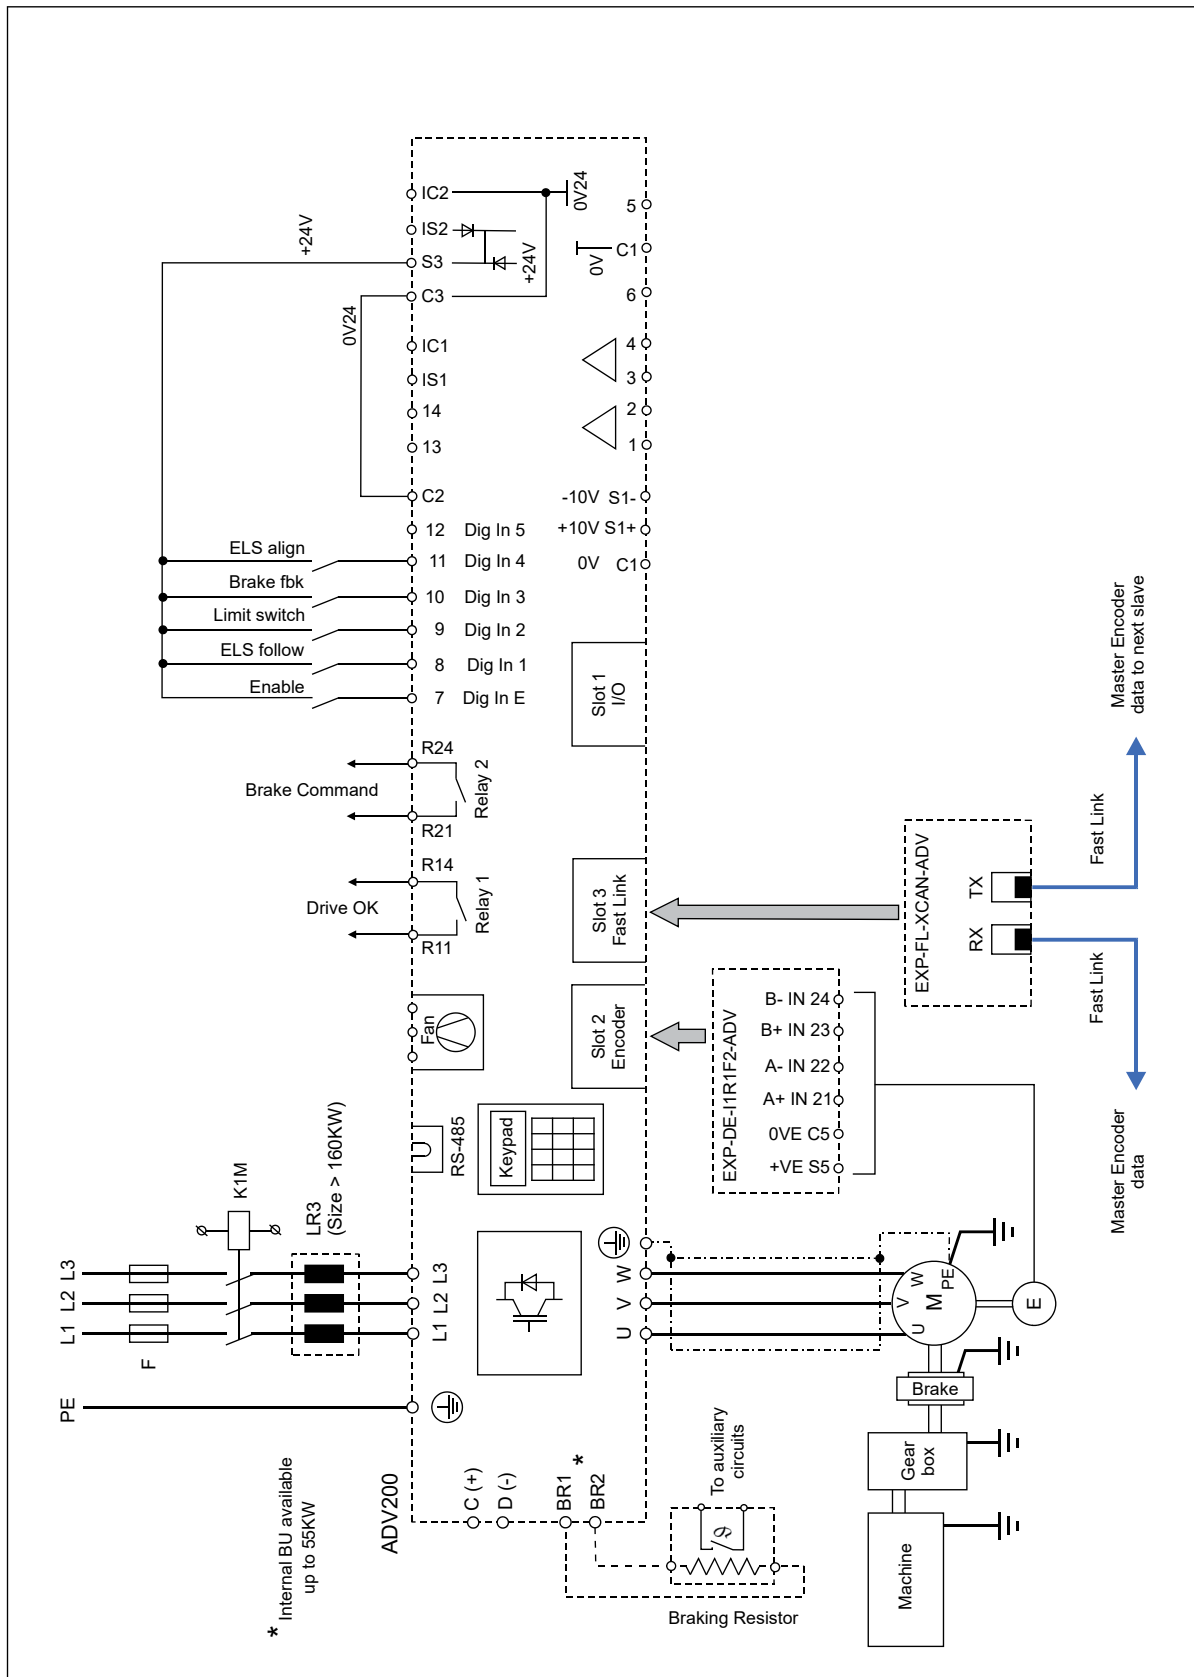 IC2
IS2
S3
C3
IC1
IS1
14
13
C2
12 Dig In 5
11 Dig In 4
10 Dig In 3
9 Dig In 2
8 Dig In 1
7 Dig In E
+24V
0V24
0V24
+24V
0V
5
C1
6
4
3
2
1
-10V S1-
+10V S1+
0V C1
ELS align
Brake fbk
Limit switch
ELS follow
Enable
R24
Relay 2
R21
Brake Command
R14
Relay 1
R11
Drive OK
Slot 1
I/O
Slot 3
Fast Link
Slot 2
Encoder
Fan
RS-485
Keypad
EXP-FL-XCAN-ADV
TX
RX
Fast Link
Fast Link
Master Encoder
data to next slave
Master Encoder
data
EXP-DE-I1R1F2-ADV
B- IN 24
B+ IN 23
A- IN 22
A+ IN 21
0VE C5
+VE S5
K1M
LR3
(Size > 160KW)
L3
L2
L1
F
PE
L3
L2
L1
W
V
U
U
V
W
M
PE
E
Brake
Gear
box
Machine
ADV200
C (+)
D (-)
BR1
BR2
*
* Internal BU available
up to 55KW
To auxiliary
circuits
ϑ
Braking Resistor